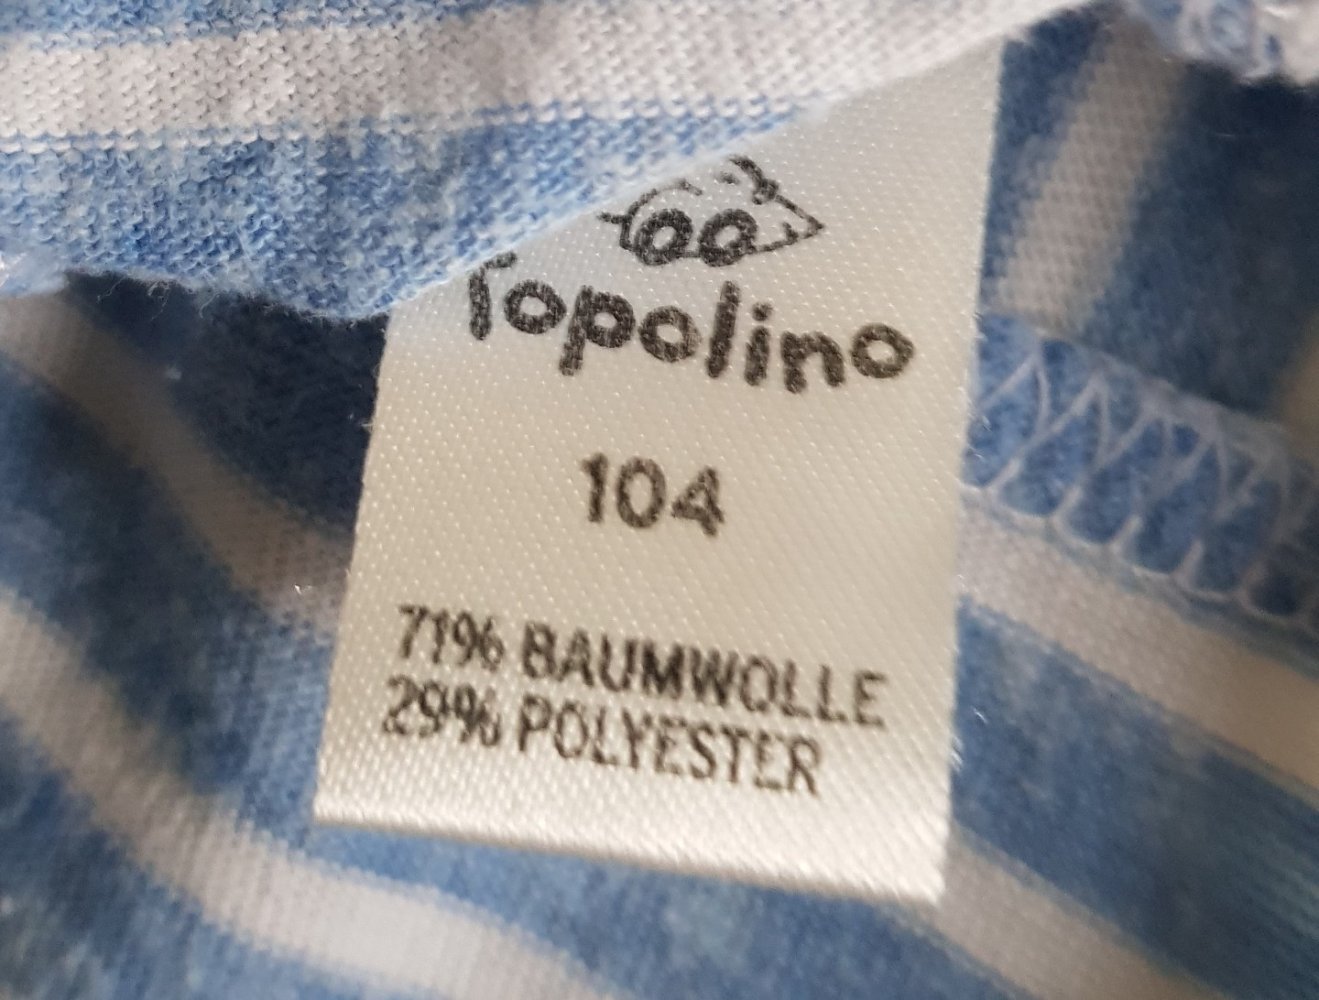 Topolino
104
71% BAUMWOLLE
29% POLYESTER